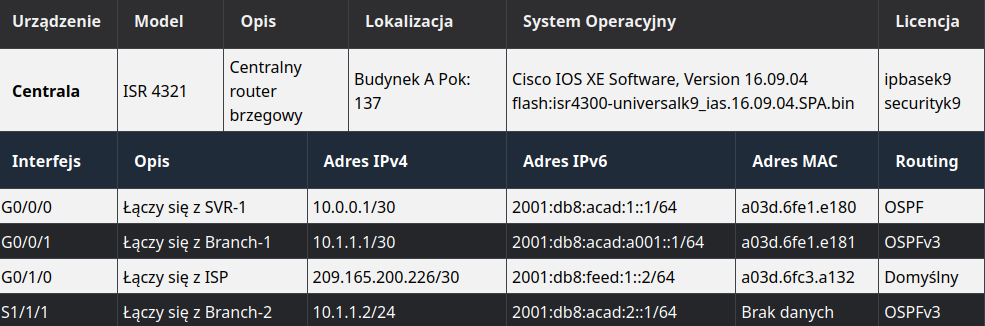 Urządzenie Model Opis Lokalizacja System Operacyjny Licencja
Centrala ISR 4321 Centralny router brzegowy Budynek A Pok: 137 Cisco IOS XE Software, Version 16.09.04 flash:isr4300-universalk9_ias.16.09.04.SPA.bin ipbasek9 securityk9
Interfejs Opis Adres IPv4 Adres IPv6 Adres MAC Routing
G0/0/0 Łączy się z SVR-1 10.0.0.1/30 2001:db8:acad:1::1/64 a03d.6fe1.e180 OSPF
G0/0/1 Łączy się z Branch-1 10.1.1.1/30 2001:db8:acad:a001::1/64 a03d.6fe1.e181 OSPFv3
G0/1/0 Łączy się z ISP 209.165.200.226/30 2001:db8:feed:1::2/64 a03d.6fc3.a132 Domyślny
S1/1/1 Łączy się z Branch-2 10.1.1.2/24 2001:db8:acad:2::1/64 Brak danych OSPFv3